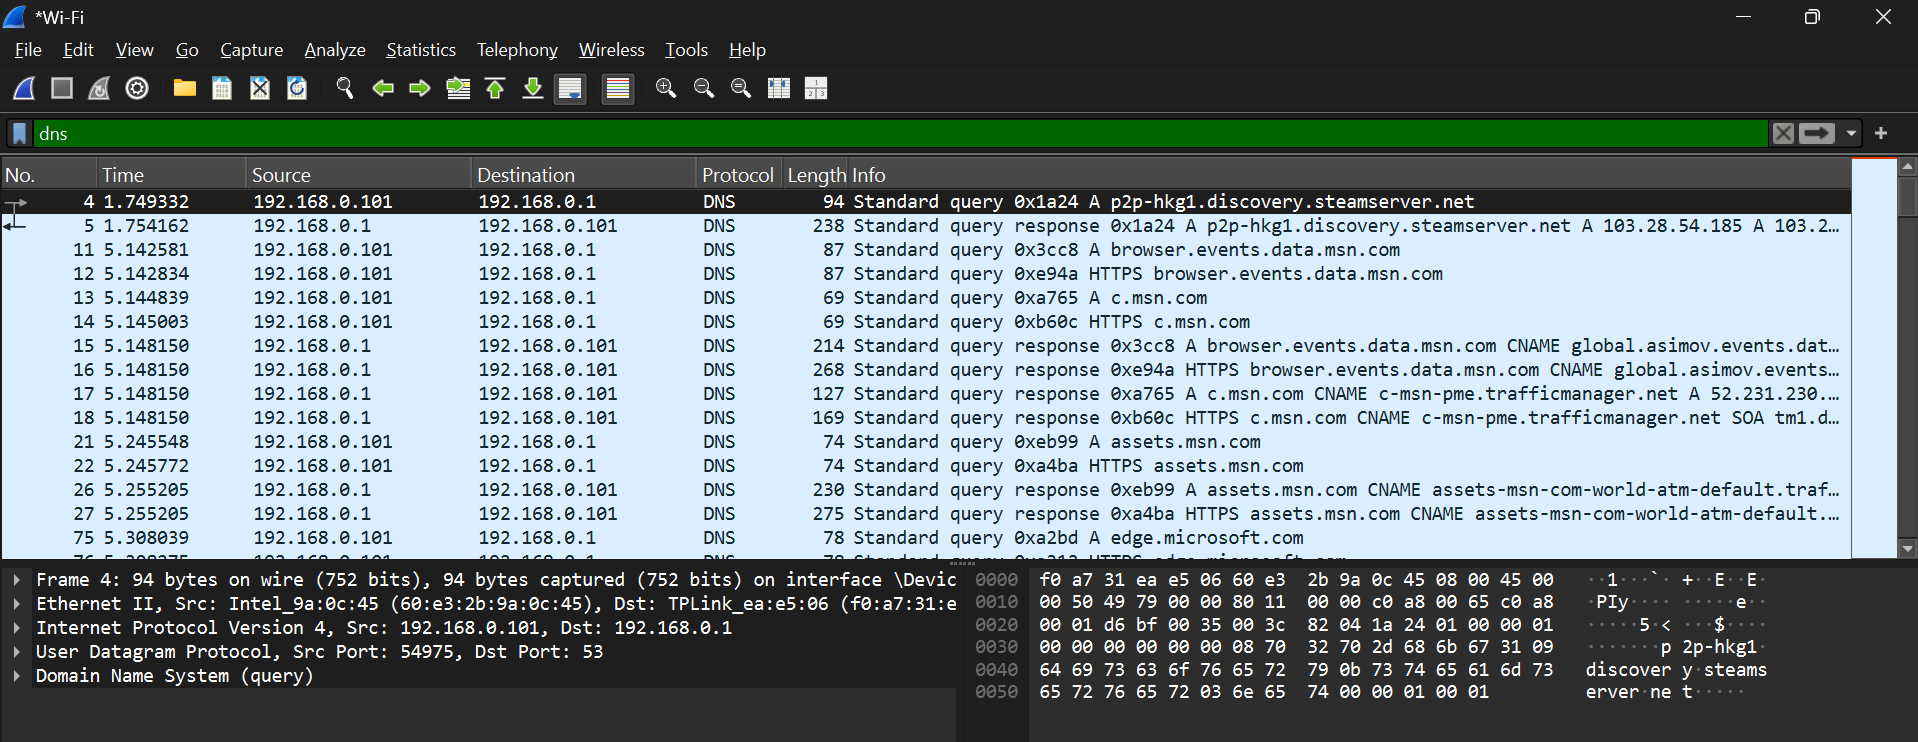 *Wi-Fi
File Edit View Go Capture Analyze Statistics Telephony Wireless Tools Help
dns
No. Time Source Destination Protocol Length Info
4 1.749332 192.168.0.101 192.168.0.1 DNS 94 Standard query 0x1a24 A p2p-hkg1.discovery.steamserver.net
5 1.754162 192.168.0.1 192.168.0.101 DNS 238 Standard query response 0x1a24 A p2p-hkg1.discovery.steamserver.net A 103.28.54.185 A 103.2…
11 5.142581 192.168.0.101 192.168.0.1 DNS 87 Standard query 0x3cc8 A browser.events.data.msn.com
12 5.142834 192.168.0.101 192.168.0.1 DNS 87 Standard query 0xe94a HTTPS browser.events.data.msn.com
13 5.144839 192.168.0.101 192.168.0.1 DNS 69 Standard query 0xa765 A c.msn.com
14 5.145003 192.168.0.101 192.168.0.1 DNS 69 Standard query 0xb60c HTTPS c.msn.com
15 5.148150 192.168.0.1 192.168.0.101 DNS 214 Standard query response 0x3cc8 A browser.events.data.msn.com CNAME global.asimov.events.dat…
16 5.148150 192.168.0.1 192.168.0.101 DNS 268 Standard query response 0xe94a HTTPS browser.events.data.msn.com CNAME global.asimov.events…
17 5.148150 192.168.0.1 192.168.0.101 DNS 127 Standard query response 0xa765 A c.msn.com CNAME c-msn-pme.trafficmanager.net A 52.231.230.…
18 5.148150 192.168.0.1 192.168.0.101 DNS 169 Standard query response 0xb60c HTTPS c.msn.com CNAME c-msn-pme.trafficmanager.net SOA tm1.d…
21 5.245548 192.168.0.101 192.168.0.1 DNS 74 Standard query 0xeb99 A assets.msn.com
22 5.245772 192.168.0.101 192.168.0.1 DNS 74 Standard query 0xa4ba HTTPS assets.msn.com
26 5.255205 192.168.0.1 192.168.0.101 DNS 230 Standard query response 0xeb99 A assets.msn.com CNAME assets-msn-com-world-atm-default.traf…
27 5.255205 192.168.0.1 192.168.0.101 DNS 275 Standard query response 0xa4ba HTTPS assets.msn.com CNAME assets-msn-com-world-atm-default.…
75 5.308039 192.168.0.101 192.168.0.1 DNS 78 Standard query 0xa2bd A edge.microsoft.com
Frame 4: 94 bytes on wire (752 bits), 94 bytes captured (752 bits) on interface \Devic
Ethernet II, Src: Intel_9a:0c:45 (60:e3:2b:9a:0c:45), Dst: TPLink_ea:e5:06 (f0:a7:31:e
Internet Protocol Version 4, Src: 192.168.0.101, Dst: 192.168.0.1
User Datagram Protocol, Src Port: 54975, Dst Port: 53
Domain Name System (query)
0000 f0 a7 31 ea e5 06 60 e3 2b 9a 0c 45 08 00 45 00 ··1···`· +··E··E·
0010 00 50 49 79 00 00 80 11 00 00 c0 a8 00 65 c0 a8 ·PIy···· ·····e··
0020 00 01 d6 bf 00 35 00 3c 82 04 1a 24 01 00 00 01 ·····5·< ···$····
0030 00 00 00 00 00 00 08 70 32 70 2d 68 6b 67 31 09 ·······p 2p-hkg1·
0040 64 69 73 63 6f 76 65 72 79 0b 73 74 65 61 6d 73 discover y·steams
0050 65 72 76 65 72 03 6e 65 74 00 00 01 00 01 erver·ne t·····